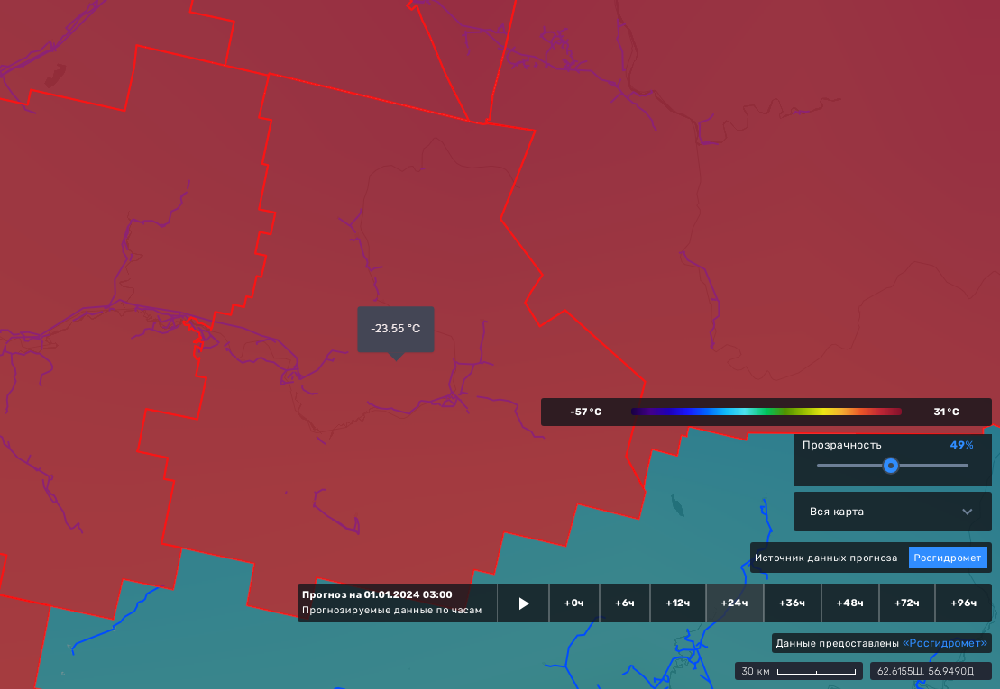 -23.55 °C
-57 °C 31 °C
Прозрачность 49%
Вся карта
Источник данных прогноза Росгидромет
Прогноз на 01.01.2024 03:00
Прогнозируемые данные по часам
+0ч +6ч +12ч +24ч +36ч +48ч +72ч +96ч
Данные предоставлены «Росгидромет»
30 км 62.6155Ш, 56.9490Д